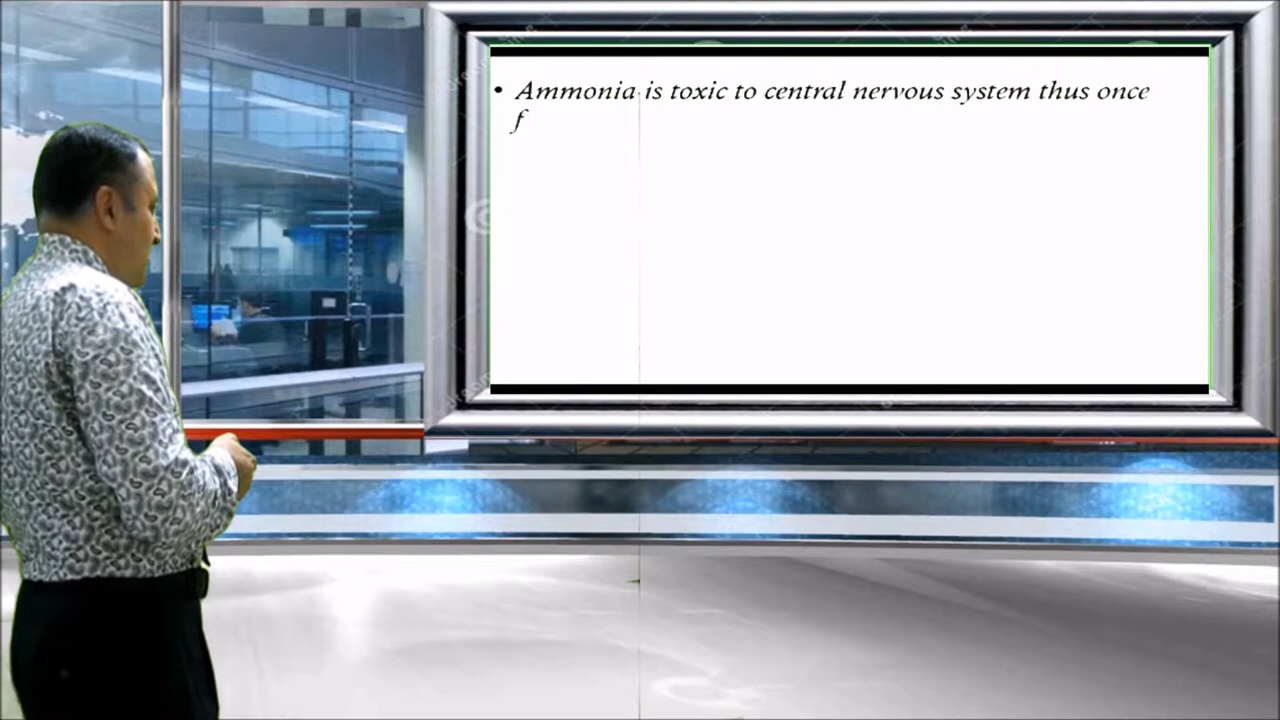 • Ammonia is toxic to central nervous system thus once
f